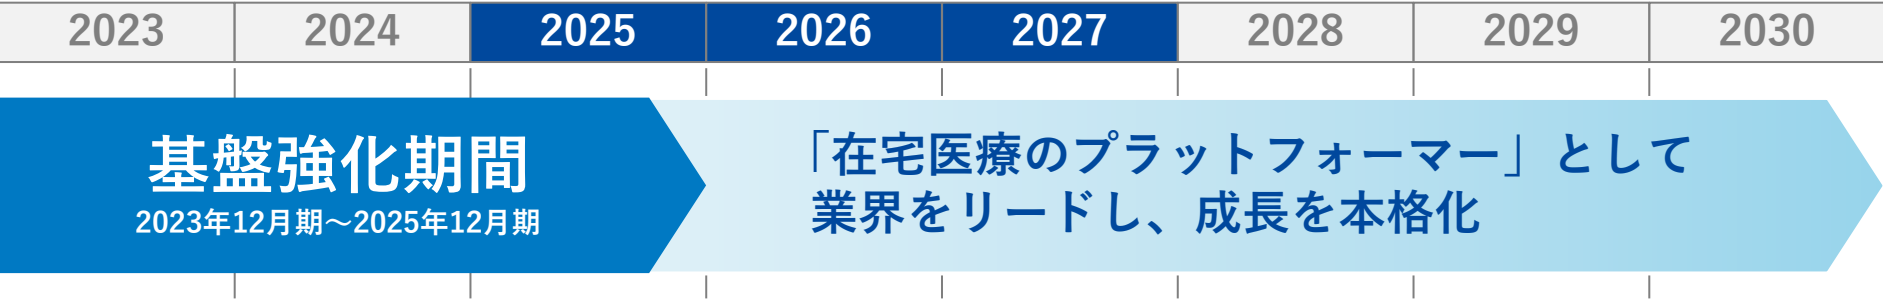 2023 2024 2025 2026 2027 2028 2029 2030
基盤強化期間
2023年12月期～2025年12月期
「在宅医療のプラットフォーマー」として
業界をリードし、成長を本格化